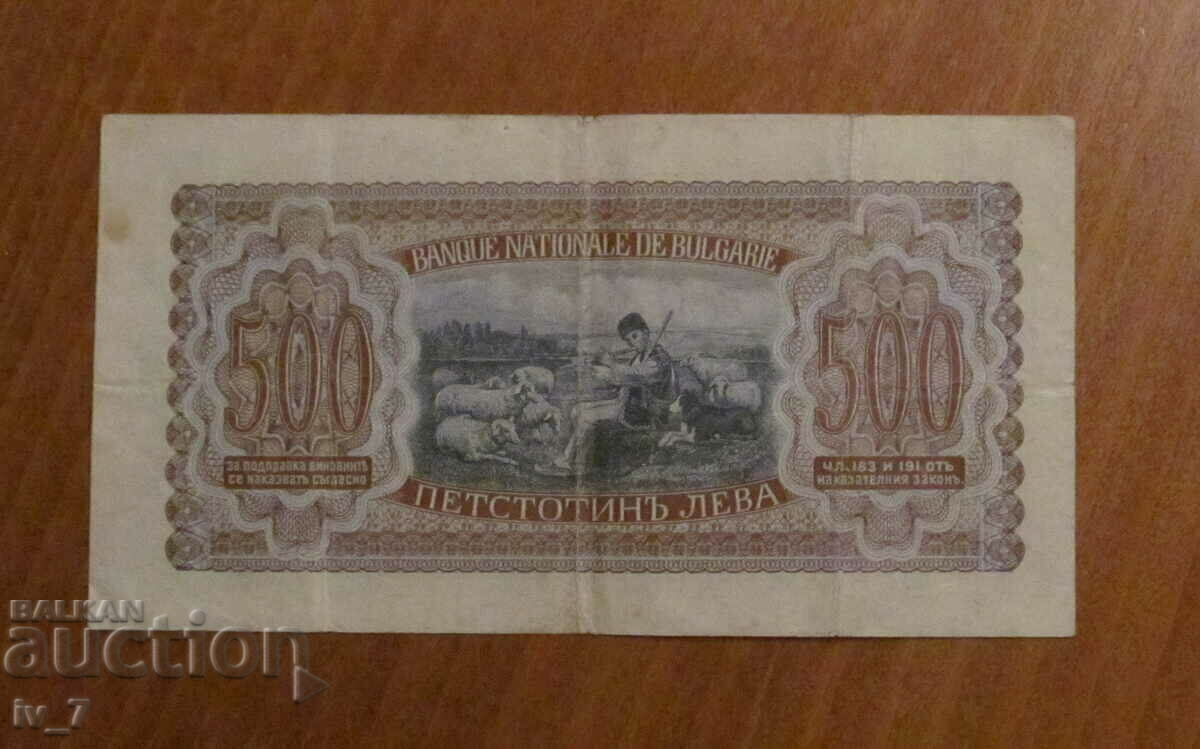 BANQUE NATIONALE DE BULGARIE
500
500
за подправка виновнитѣ
се наказватъ съгласно
чл. 183 и 191 отъ
наказателния законъ
ПЕТСТОТИНЪ ЛЕВА
BALKAN
auction
iv_7